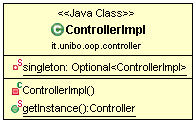 <<Java Class>>
ControllerImpl
it.unibo.oop.controller
singleton: Optional<ControllerImpl>
ControllerImpl()
getInstance():Controller